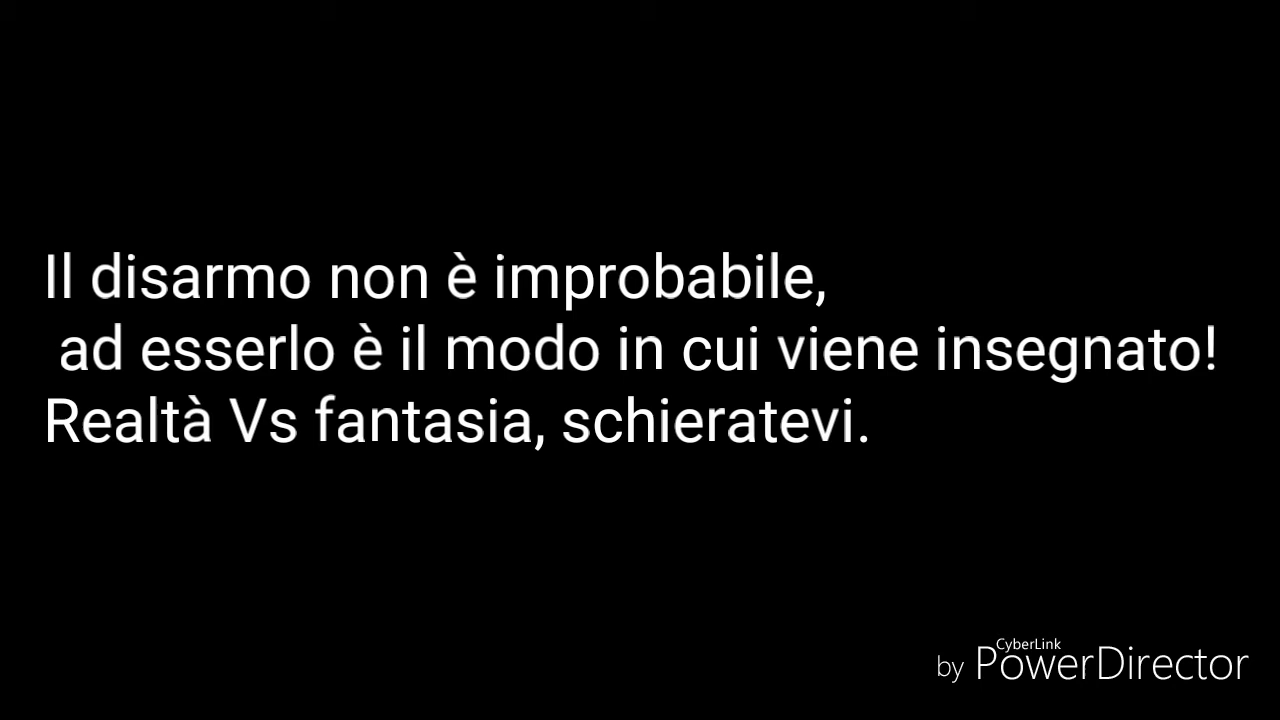 Il disarmo non è improbabile,
ad esserlo è il modo in cui viene insegnato!
Realtà Vs fantasia, schieratevi.
by CyberLink PowerDirector